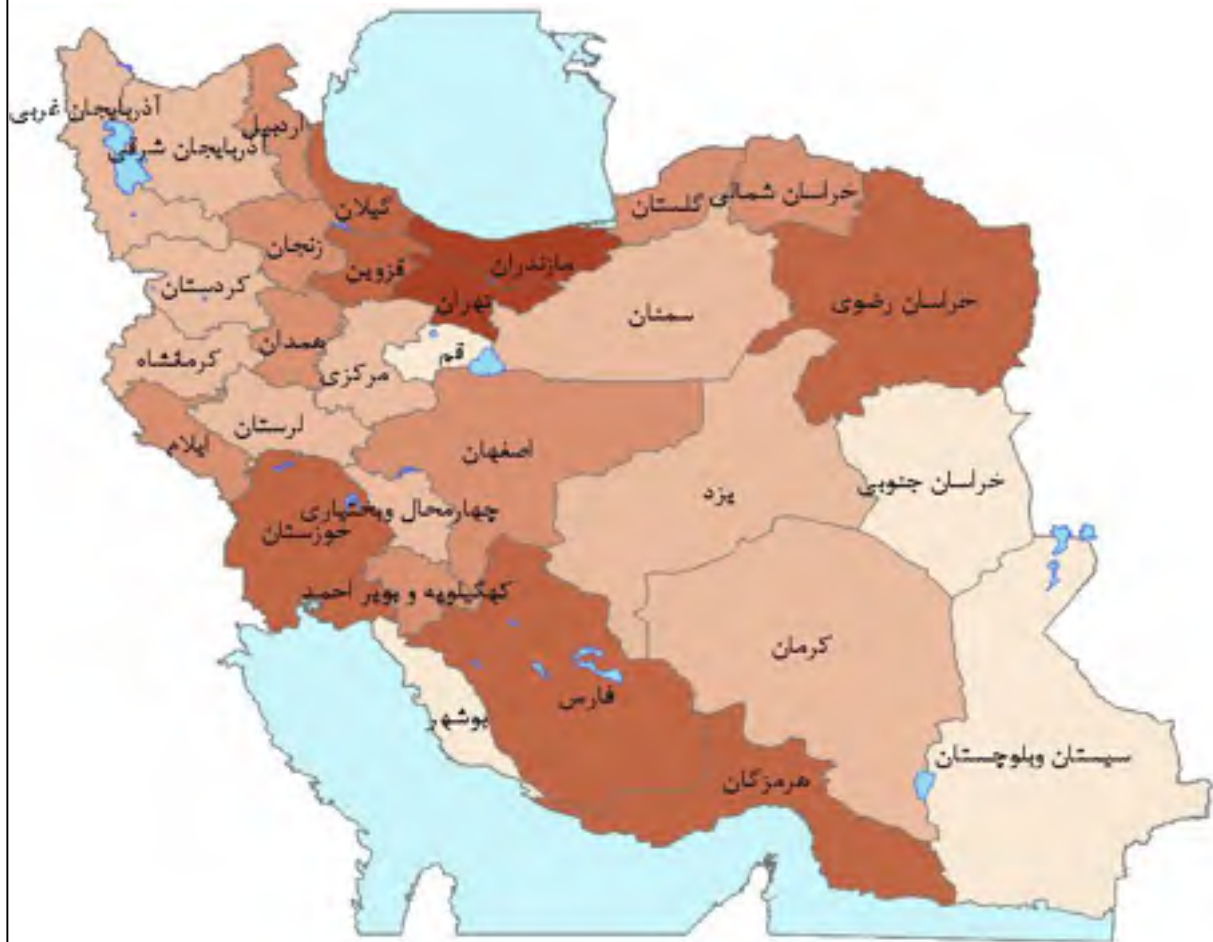 آذربایجان غربی
آذربایجان شرقی
اردبیل
گیلان
زنجان
قزوین
مازندران
تهران
گلستان
خراسان شمالی
خراسان رضوی
سمنان
کردستان
همدان
کرمانشاه
مرکزی
قم
لرستان
ایلام
اصفهان
یزد
خراسان جنوبی
چهارمحال وبختیاری
خوزستان
کهگیلویه و بویر احمد
کرمان
فارس
بوشهر
هرمزگان
سیستان وبلوچستان